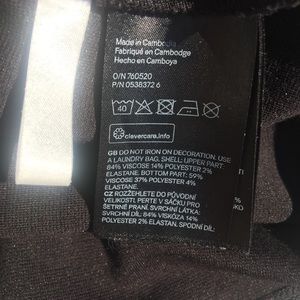 Made in Cambodia
Fabriqué en Cambodge
Hecho en Camboya
O/N 760520
P/N 0538372 6
40
clevercare.info
GB DO NOT IRON ON DECORATION. USE
A LAUNDRY BAG. SHELL; UPPER PART:
84% VISCOSE 14% POLYESTER 2%
ELASTANE. BOTTOM PART: 59%
VISCOSE 37% POLYESTER 4%
ELASTANE.
CZ ROZŽEHLETE DO PŮVODNÍ
VELIKOSTI. PERTE V SÁČKU PRO
ŠETRNÉ PRANÍ. SVRCHNÍ LÁTKA;
SVRCHNÍ DÍL: 84% VISKÓZA 14%
POLYESTER 2% ELASTAN. SPODNÍ DÍL: